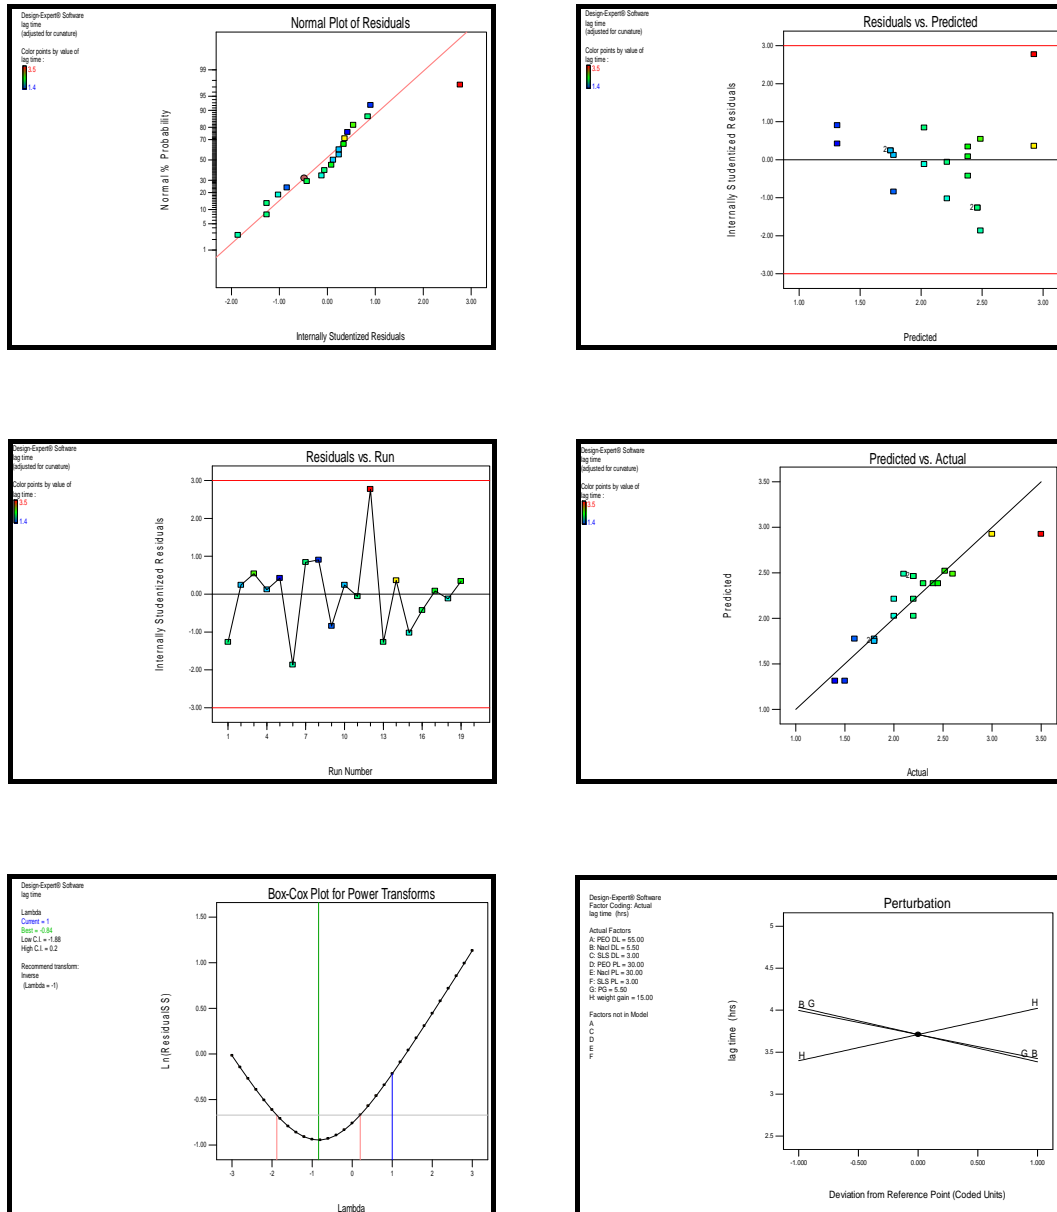 Design-Expert® Software
lag time
(adjusted for curvature)
Color points by value of
lag time :
3.5
1.4
Normal Plot of Residuals
Normal % Probability
99
95
90
80
70
50
30
20
10
5
1
-2.00 -1.00 0.00 1.00 2.00 3.00
Internally Studentized Residuals
Design-Expert® Software
lag time
(adjusted for curvature)
Color points by value of
lag time :
3.5
1.4
Residuals vs. Predicted
Internally Studentized Residuals
3.00
2.00
1.00
0.00
-1.00
-2.00
-3.00
2
2
1.00 1.50 2.00 2.50 3.00
Predicted
Design-Expert® Software
lag time
(adjusted for curvature)
Color points by value of
lag time :
3.5
1.4
Residuals vs. Run
Internally Studentized Residuals
3.00
2.00
1.00
0.00
-1.00
-2.00
-3.00
1 4 7 10 13 16 19
Run Number
Design-Expert® Software
lag time
(adjusted for curvature)
Color points by value of
lag time :
3.5
1.4
Predicted vs. Actual
Predicted
3.50
3.00
2.50
2.00
1.50
1.00
2
2
1.00 1.50 2.00 2.50 3.00 3.50
Actual
Design-Expert® Software
lag time
Lambda
Current = 1
Best = -0.84
Low C.I. = -1.88
High C.I. = 0.2
Recommend transform:
Inverse
(Lambda = -1)
Box-Cox Plot for Power Transforms
Ln(ResidualSS)
1.50
1.00
0.50
0.00
-0.50
-1.00
-3 -2 -1 0 1 2 3
Lambda
Design-Expert® Software
Factor Coding: Actual
lag time (hrs)
Actual Factors
A: PEO DL = 55.00
B: Nacl DL = 5.50
C: SLS DL = 3.00
D: PEO PL = 30.00
E: Nacl PL = 30.00
F: SLS PL = 3.00
G: PG = 5.50
H: weight gain = 15.00
Factors not in Model
A
C
D
E
F
Perturbation
lag time (hrs)
5
4.5
4
3.5
3
2.5
B G
H
H
G B
-1.000 -0.500 0.000 0.500 1.000
Deviation from Reference Point (Coded Units)